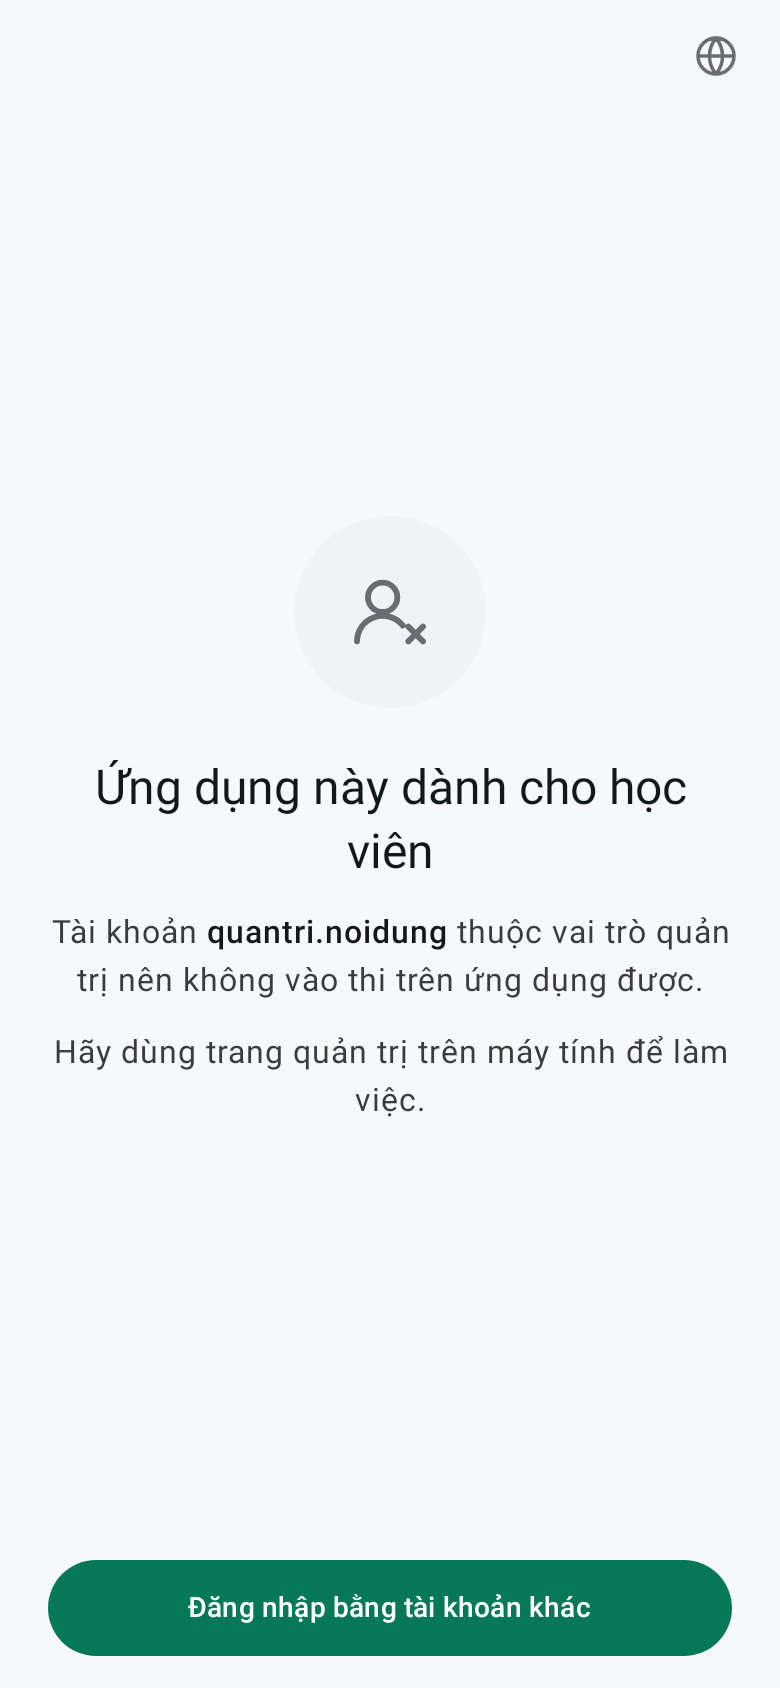 Ứng dụng này dành cho học
viên
Tài khoản quantri.noidung thuộc vai trò quản
trị nên không vào thi trên ứng dụng được.
Hãy dùng trang quản trị trên máy tính để làm
việc.
Đăng nhập bằng tài khoản khác